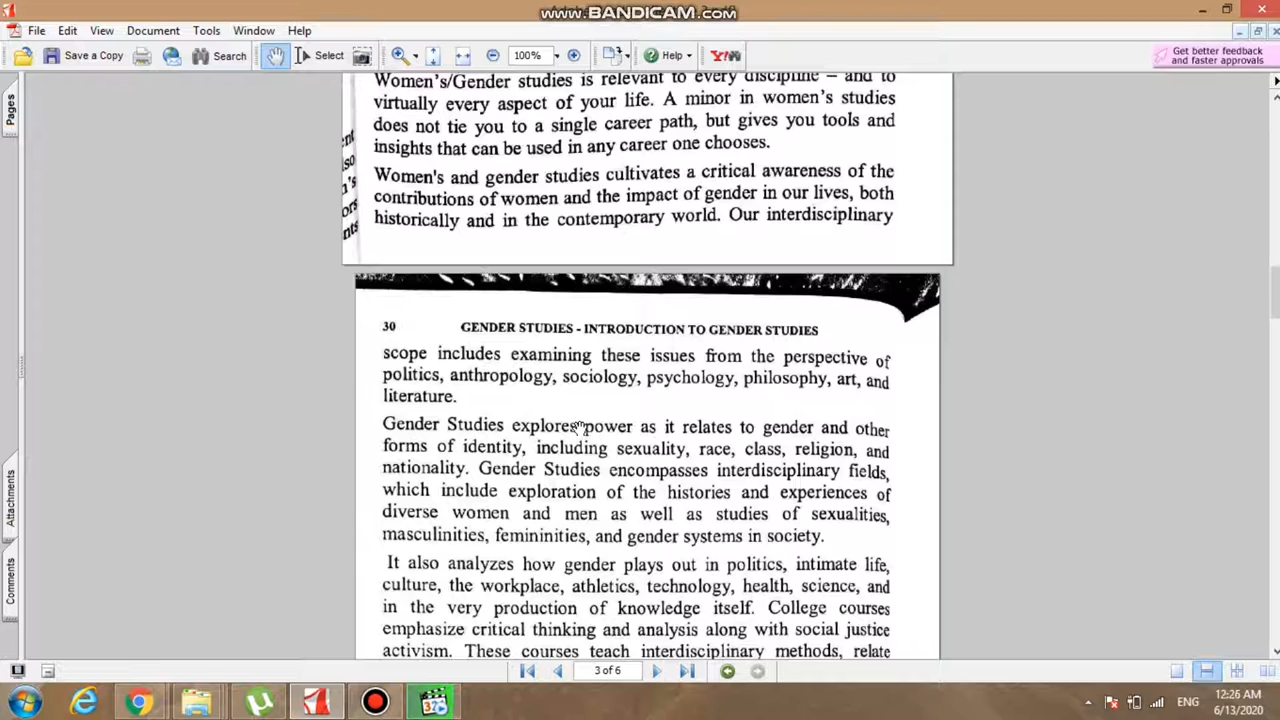 www.BANDICAM.com
File Edit View Document Tools Window Help
Save a Copy Search Select 100% Help Y!
Get better feedback
and faster approvals
Pages
Attachments
Comments
Women's/Gender studies is relevant to every discipline – and to
virtually every aspect of your life. A minor in women's studies
does not tie you to a single career path, but gives you tools and
insights that can be used in any career one chooses.
Women's and gender studies cultivates a critical awareness of the
contributions of women and the impact of gender in our lives, both
historically and in the contemporary world. Our interdisciplinary
30 GENDER STUDIES - INTRODUCTION TO GENDER STUDIES
scope includes examining these issues from the perspective of
politics, anthropology, sociology, psychology, philosophy, art, and
literature.
Gender Studies explores power as it relates to gender and other
forms of identity, including sexuality, race, class, religion, and
nationality. Gender Studies encompasses interdisciplinary fields,
which include exploration of the histories and experiences of
diverse women and men as well as studies of sexualities,
masculinities, femininities, and gender systems in society.
It also analyzes how gender plays out in politics, intimate life,
culture, the workplace, athletics, technology, health, science, and
in the very production of knowledge itself. College courses
emphasize critical thinking and analysis along with social justice
activism. These courses teach interdisciplinary methods, relate
3 of 6
ENG
12:26 AM
6/13/2020